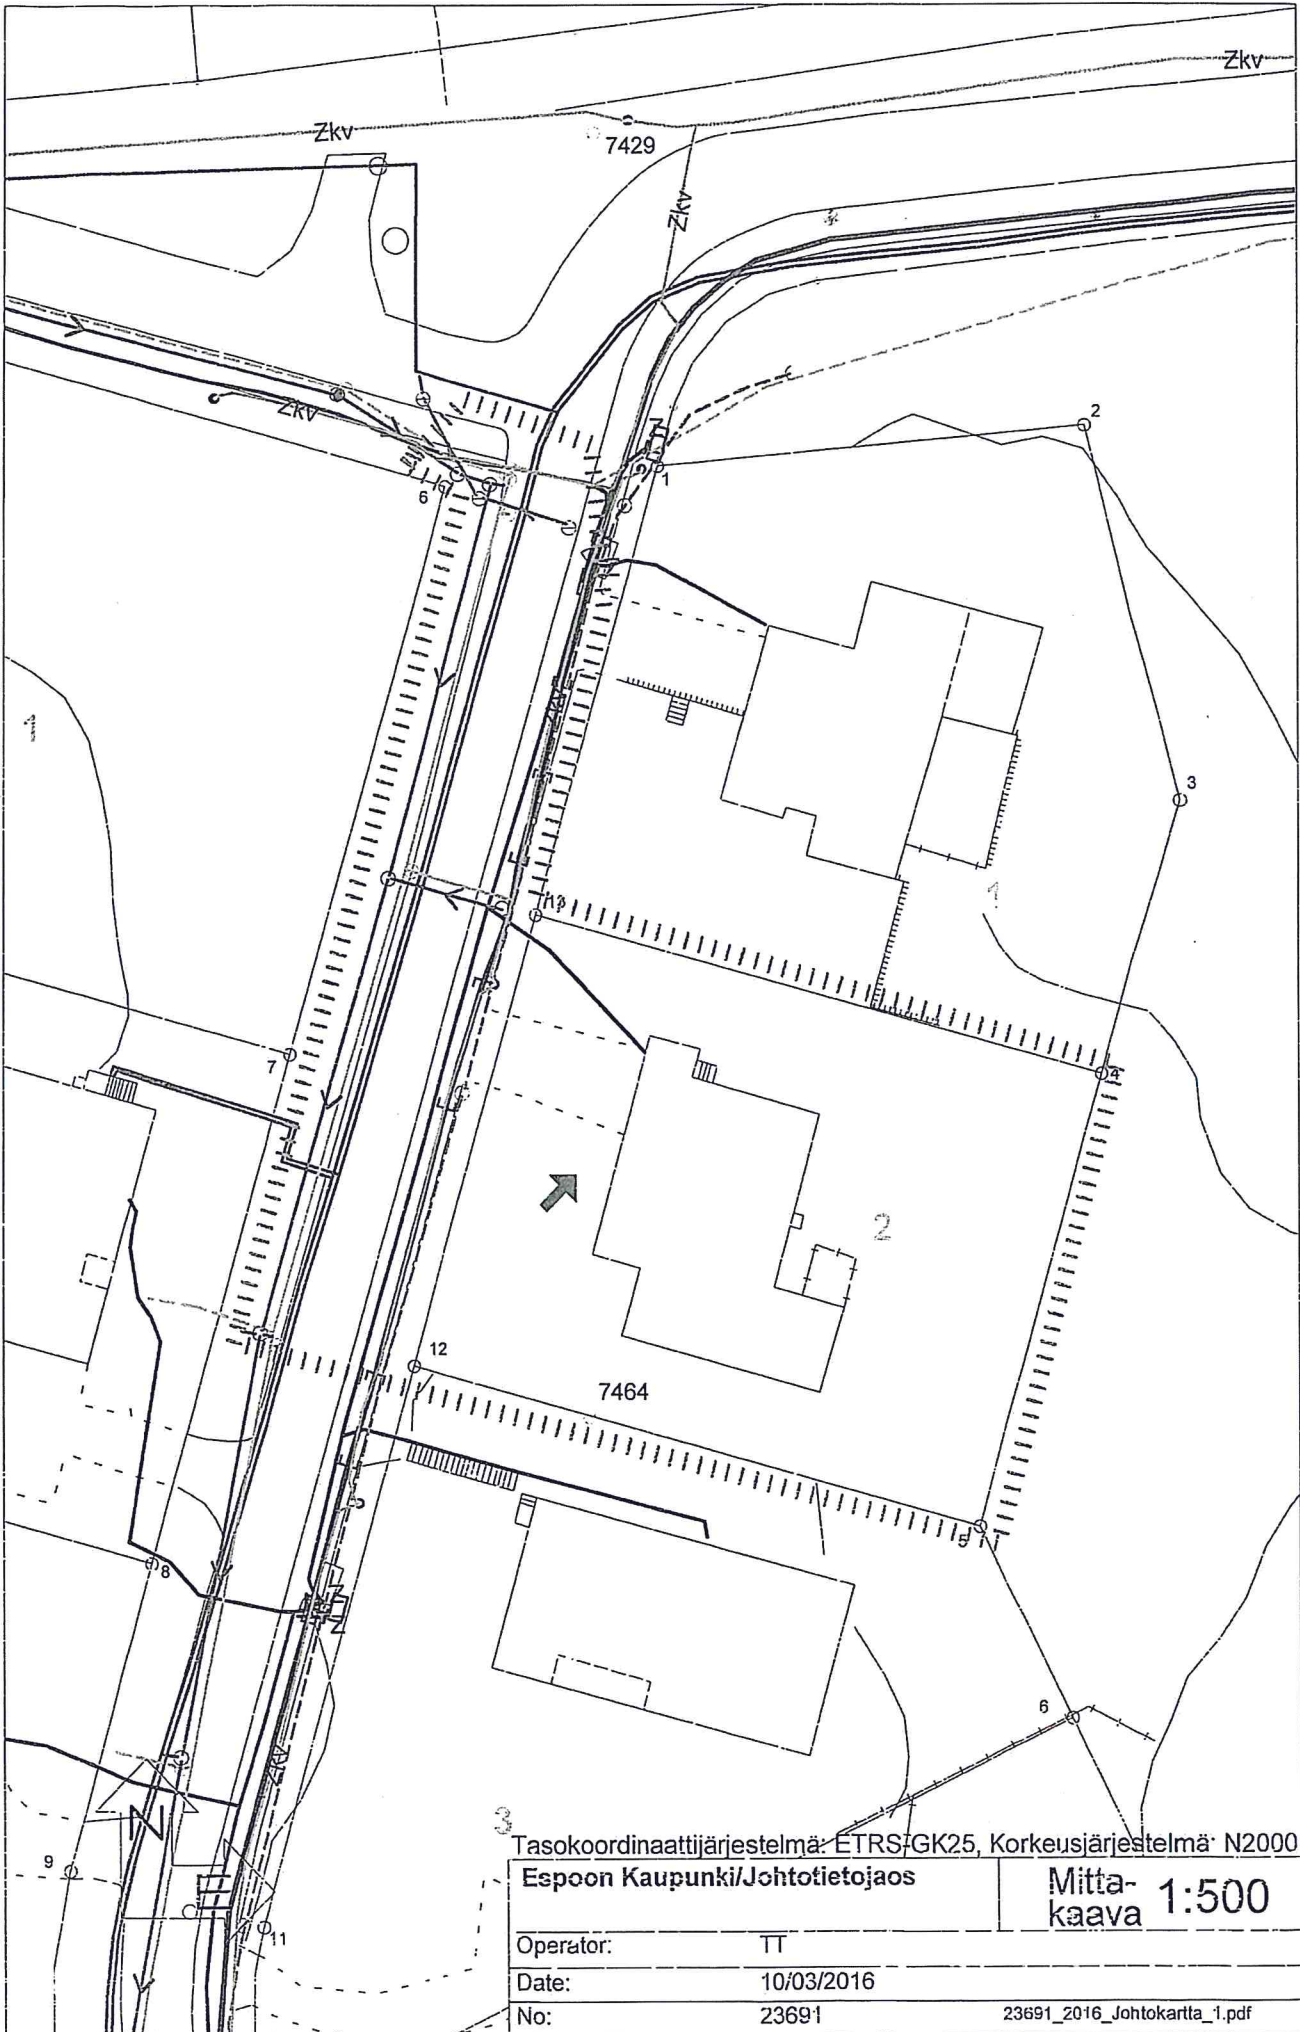 Zkv
Zkv
7429
Zkv
2
Zkv
1
6
1
3
13
1
4
7
2
12
7464
5
8
6
3
9
11
Tasokoordinaattijärjestelmä: ETRS-GK25, Korkeusjärjestelmä: N2000
Espoon Kaupunki/Johtotietojaos
Mitta-
kaava 1:500
Operator: TT
Date: 10/03/2016
No: 23691 23691_2016_Johtokartta_1.pdf